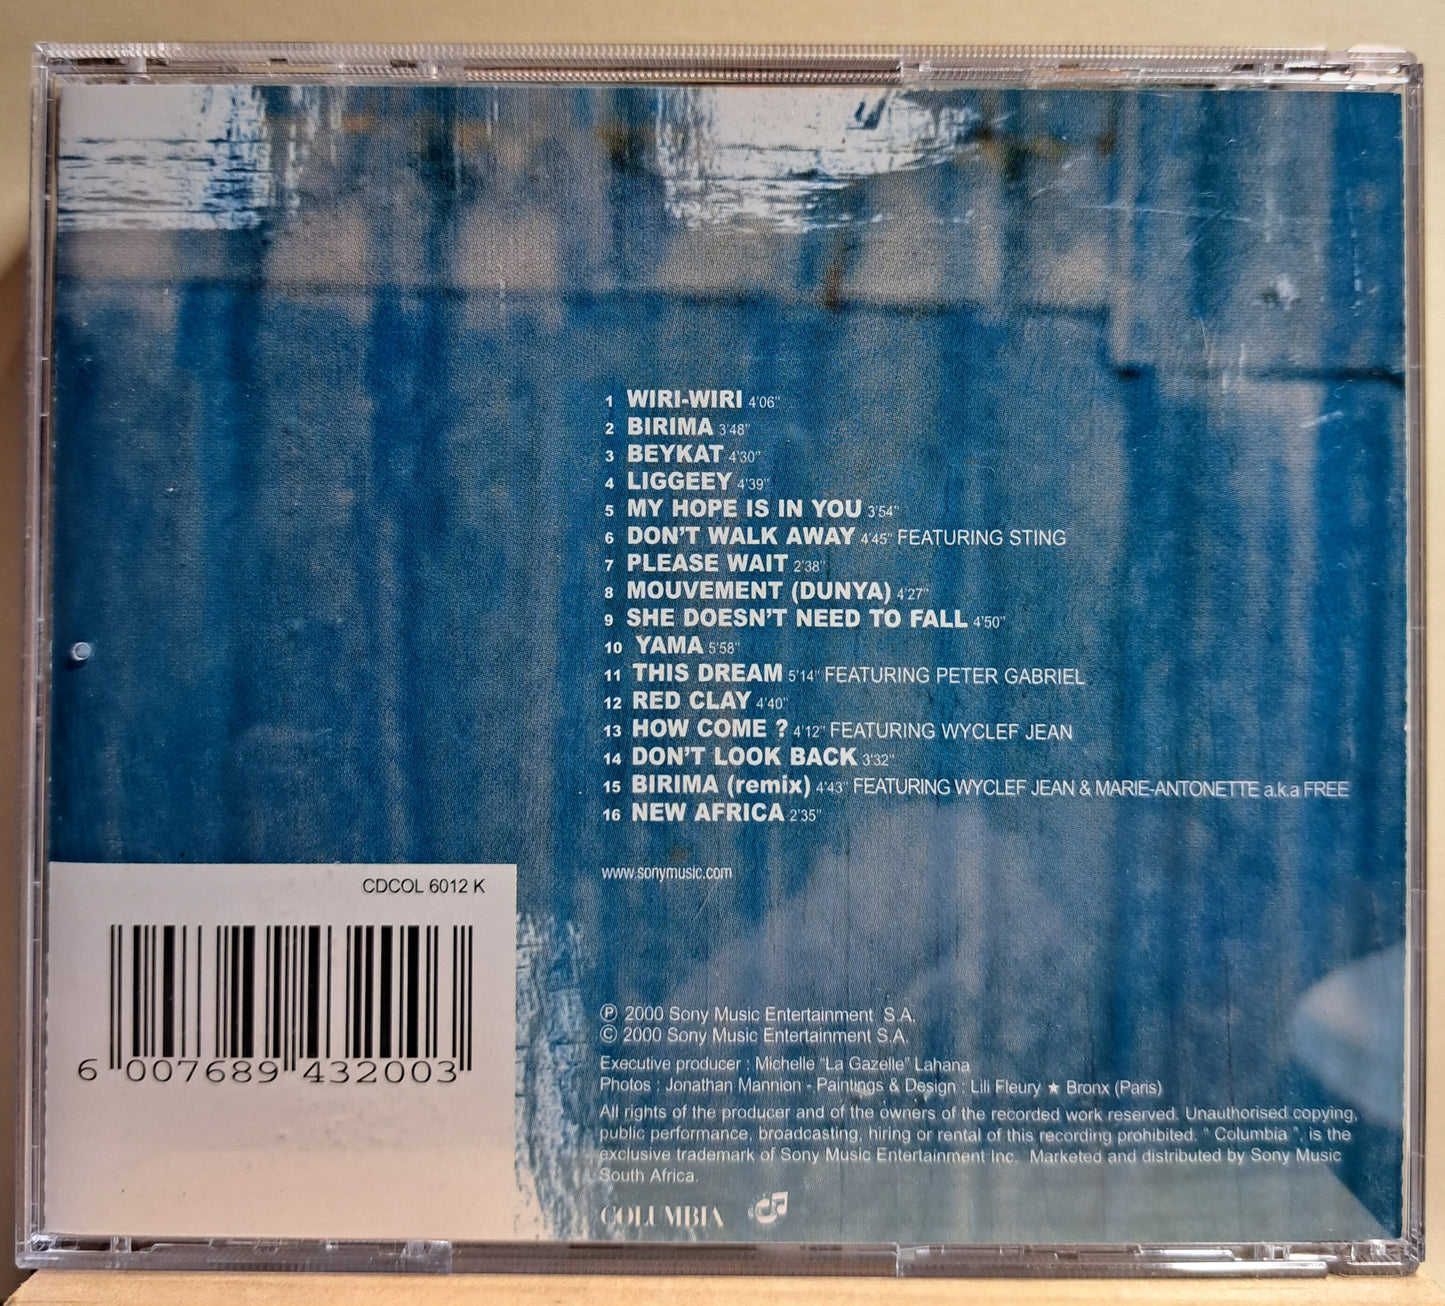 1 WIRI-WIRI 4'06"
2 BIRIMA 3'48"
3 BEYKAT 4'30"
4 LIGGEEY 4'39"
5 MY HOPE IS IN YOU 3'54"
6 DON'T WALK AWAY 4'45" FEATURING STING
7 PLEASE WAIT 2'38"
8 MOUVEMENT (DUNYA) 4'27"
9 SHE DOESN'T NEED TO FALL 4'50"
10 YAMA 5'58"
11 THIS DREAM 5'14" FEATURING PETER GABRIEL
12 RED CLAY 4'40"
13 HOW COME ? 4'12" FEATURING WYCLEF JEAN
14 DON'T LOOK BACK 3'32"
15 BIRIMA (remix) 4'43" FEATURING WYCLEF JEAN & MARIE-ANTONETTE a.k.a FREE
16 NEW AFRICA 2'35"
www.sonymusic.com
CDCOL 6012 K
6 007689 432003
℗ 2000 Sony Music Entertainment S.A.
© 2000 Sony Music Entertainment S.A.
Executive producer : Michelle "La Gazelle" Lahana
Photos : Jonathan Mannion - Paintings & Design : Lili Fleury ★ Bronx (Paris)
All rights of the producer and of the owners of the recorded work reserved. Unauthorised copying,
public performance, broadcasting, hiring or rental of this recording prohibited. " Columbia ", is the
exclusive trademark of Sony Music Entertainment Inc. Marketed and distributed by Sony Music
South Africa.
COLUMBIA